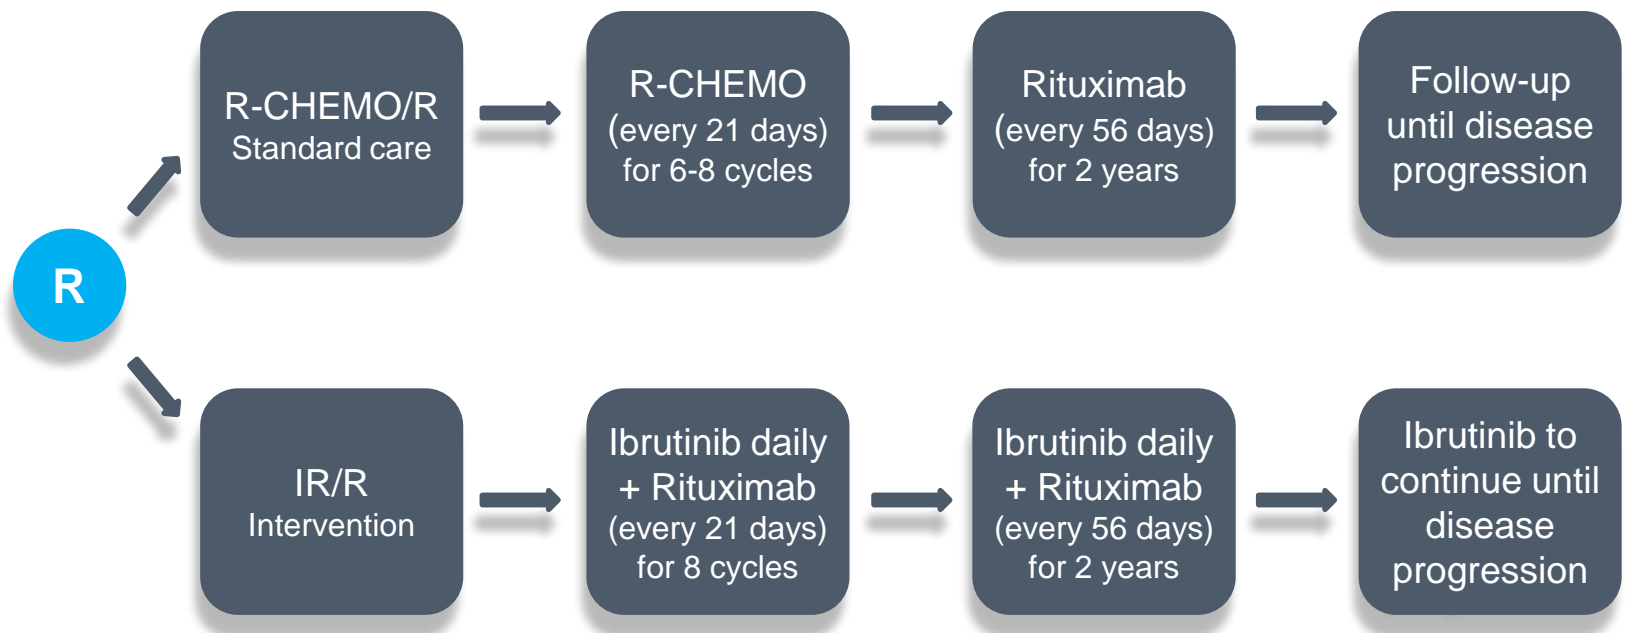 R
R-CHEMO/R
Standard care
R-CHEMO
(every 21 days)
for 6-8 cycles
Rituximab
(every 56 days)
for 2 years
Follow-up
until disease
progression
IR/R
Intervention
Ibrutinib daily
+ Rituximab
(every 21 days)
for 8 cycles
Ibrutinib daily
+ Rituximab
(every 56 days)
for 2 years
Ibrutinib to
continue until
disease
progression